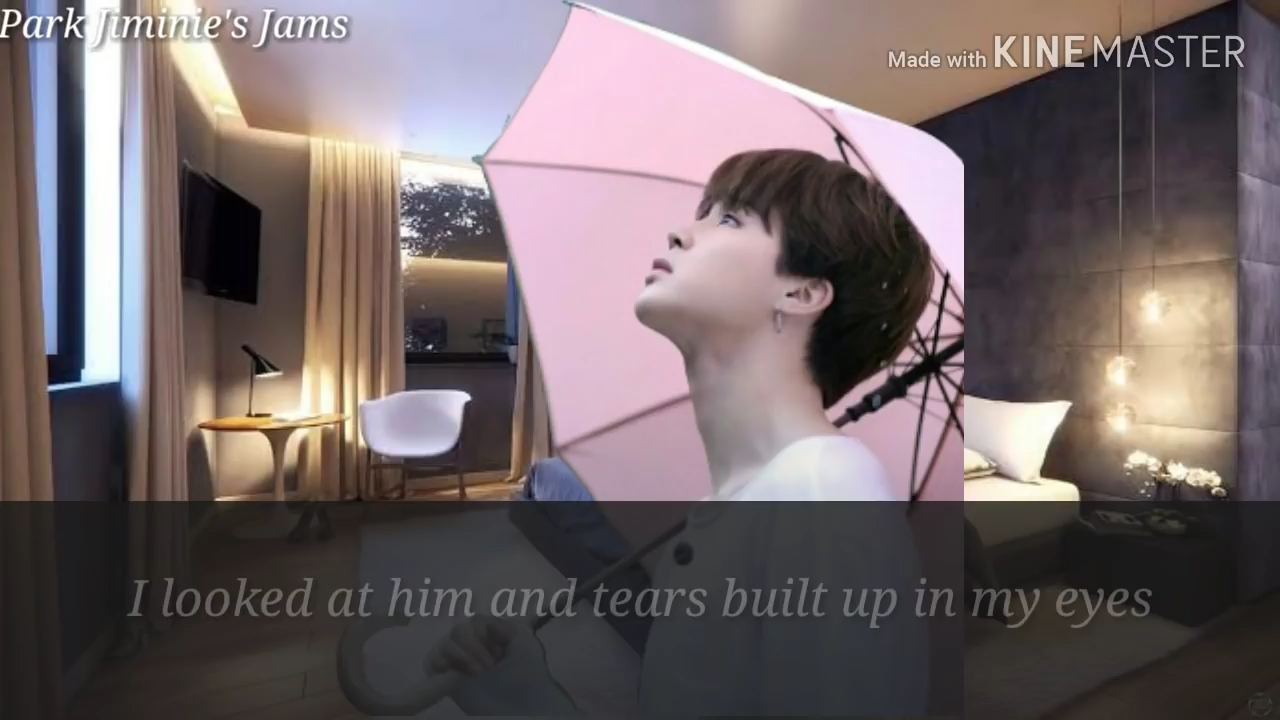 Park Jiminie's Jams
Made with KINEMASTER
I looked at him and tears built up in my eyes